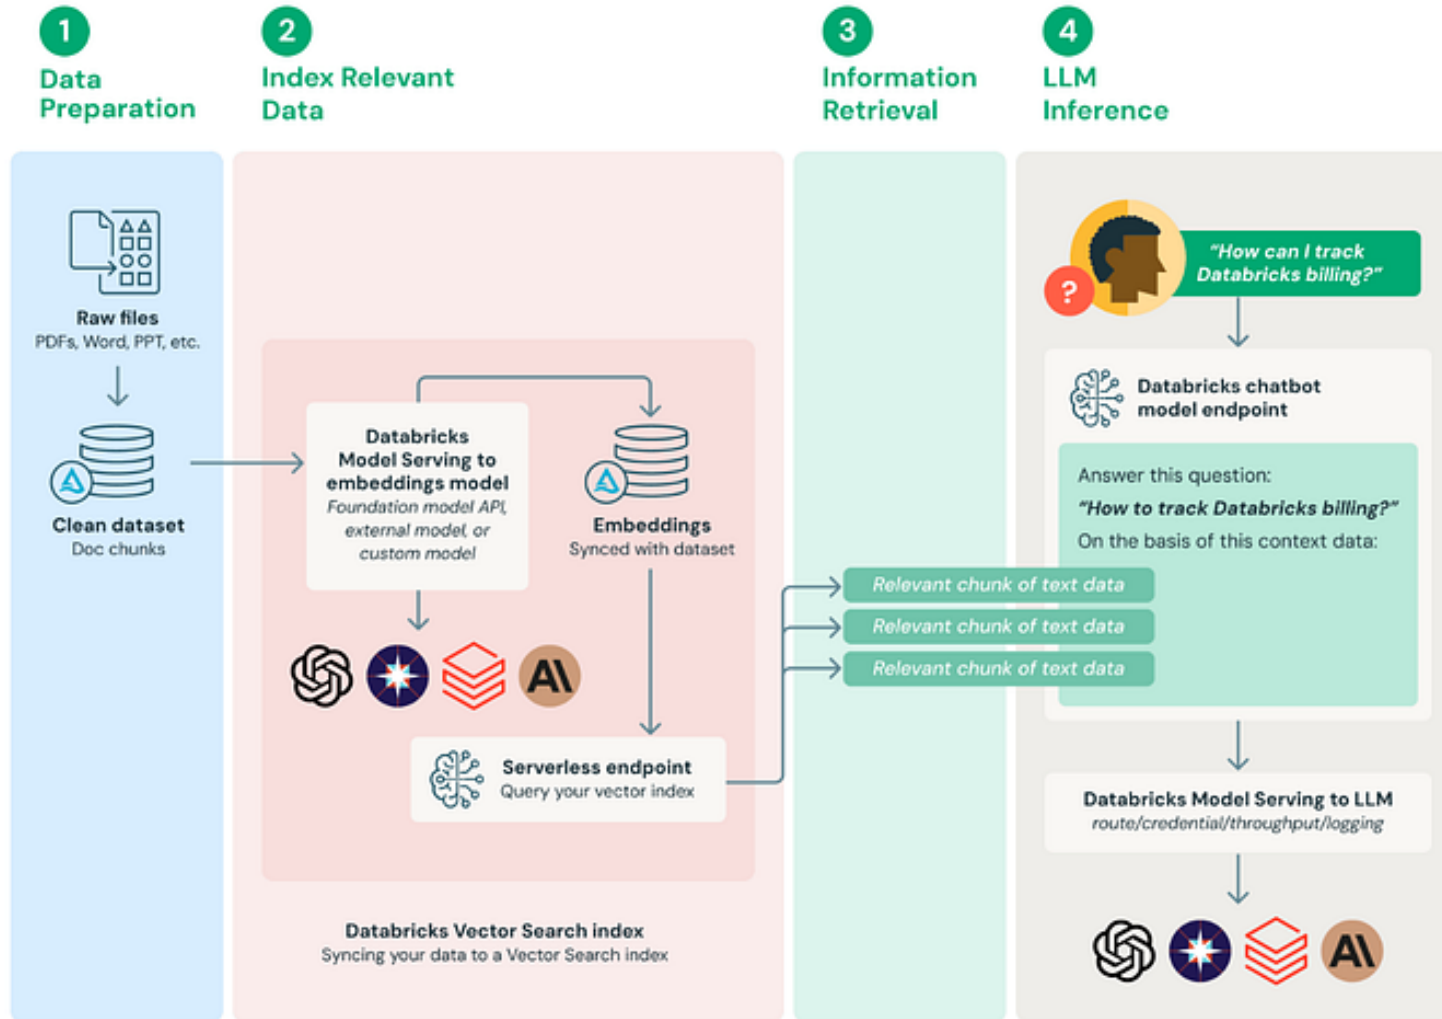 1
Data
Preparation
2
Index Relevant
Data
3
Information
Retrieval
4
LLM
Inference
Raw files
PDFs, Word, PPT, etc.
Clean dataset
Doc chunks
Databricks
Model Serving to
embeddings model
Foundation model API,
external model, or
custom model
Embeddings
Synced with dataset
AI
Serverless endpoint
Query your vector index
Databricks Vector Search index
Syncing your data to a Vector Search index
Relevant chunk of text data
Relevant chunk of text data
Relevant chunk of text data
?
“How can I track
Databricks billing?”
Databricks chatbot
model endpoint
Answer this question:
“How to track Databricks billing?”
On the basis of this context data:
Databricks Model Serving to LLM
route/credential/throughput/logging
AI